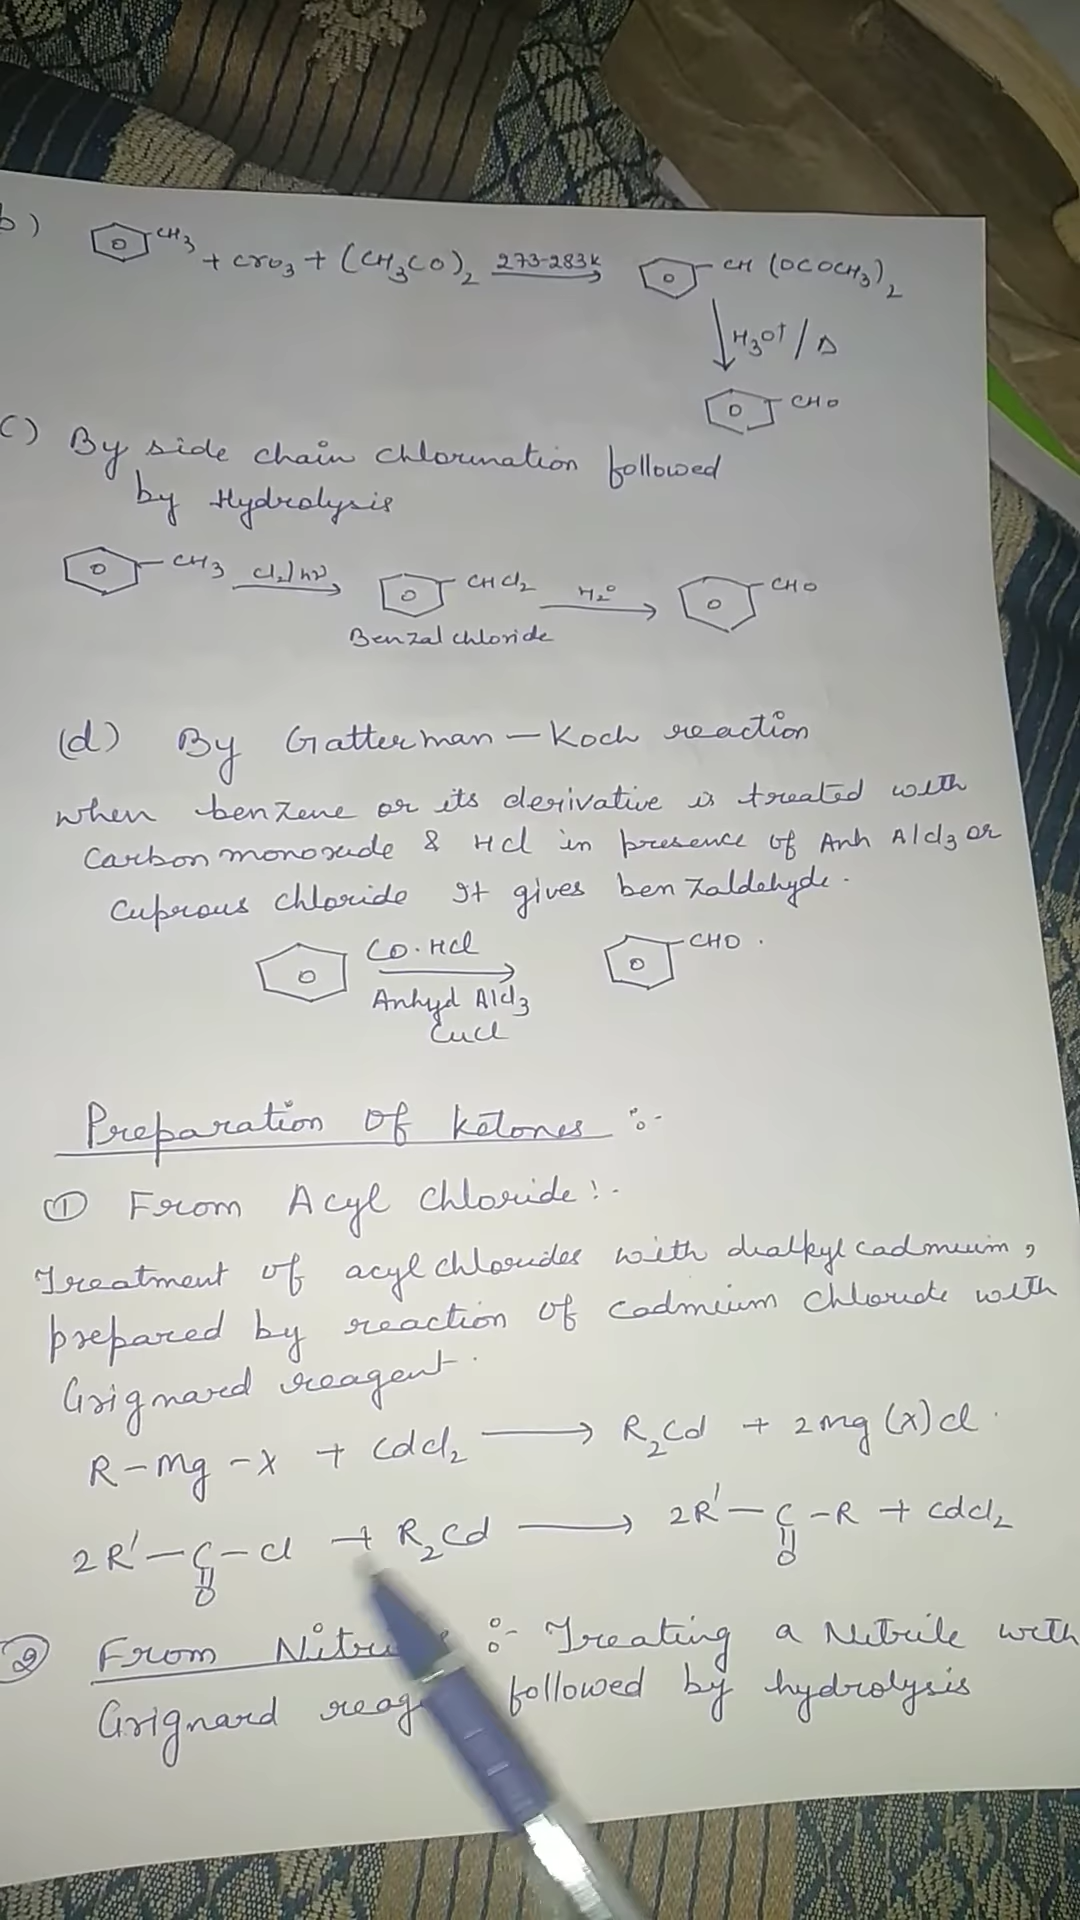 b) CH3 + cro3 + (CH3CO)2 273-283K CH (OCOCH3)2
H3O+ / Δ
CHO
C) By side chain chlorination followed
by Hydrolysis
CH3 Cl2/hν CHCl2 H2O CHO
Benzal chloride
(d) By Gatterman - Koch reaction
when benzene or its derivative is treated with
Carbon monoxide & HCl in presence of Anh AlCl3 or
Cuprous chloride It gives benzaldehyde.
CO.HCl CHO.
Anhyd AlCl3
CuCl
Preparation of ketones :-
① From Acyl chloride :-
Treatment of acyl chlorides with dialkyl cadmium,
prepared by reaction of cadmium chloride with
Grignard reagent.
R-Mg-X + CdCl2 → R2Cd + 2Mg(X)Cl.
2R'-C-Cl + R2Cd → 2R'-C-R + CdCl2
O O
② From :- Treating a Nitrile with
Grignard followed by hydrolysis